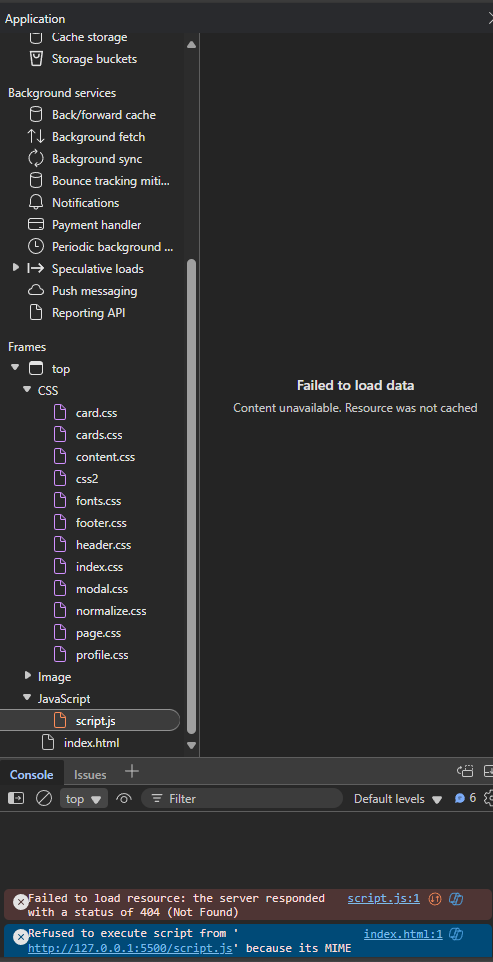 Application
Cache storage
Storage buckets
Background services
Back/forward cache
Background fetch
Background sync
Bounce tracking miti...
Notifications
Payment handler
Periodic background ...
Speculative loads
Push messaging
Reporting API
Frames
top
CSS
card.css
cards.css
content.css
css2
fonts.css
footer.css
header.css
index.css
modal.css
normalize.css
page.css
profile.css
Image
JavaScript
script.js
index.html
Failed to load data
Content unavailable. Resource was not cached
Console
Issues
top
Filter
Default levels
6
Failed to load resource: the server responded script.js:1
with a status of 404 (Not Found)
Refused to execute script from ' index.html:1
http://127.0.0.1:5500/script.js' because its MIME